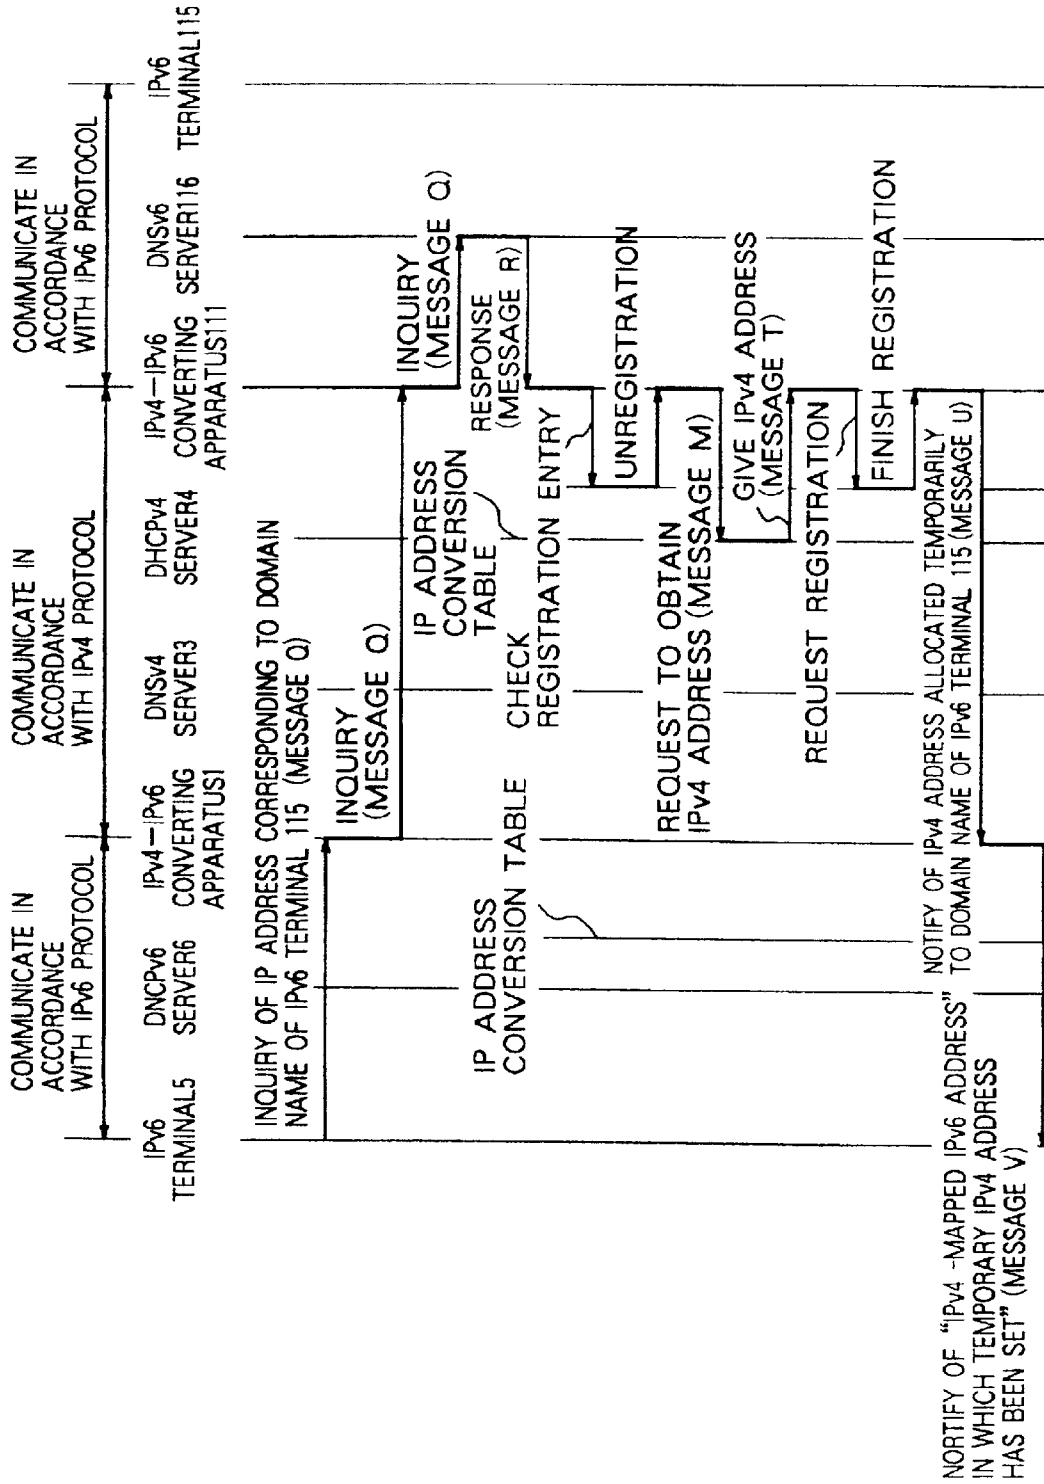 COMMUNICATE IN
ACCORDANCE
WITH IPv6 PROTOCOL
COMMUNICATE IN
ACCORDANCE
WITH IPv4 PROTOCOL
COMMUNICATE IN
ACCORDANCE
WITH IPv6 PROTOCOL
IPv6
TERMINAL5
DNCPv6
SERVER6
IPv4–IPv6
CONVERTING
APPARATUS1
DNSv4
SERVER3
DHCPv4
SERVER4
IPv4–IPv6
CONVERTING
APPARATUS111
DNSv6
SERVER116
IPv6
TERMINAL115
INQUIRY OF IP ADDRESS CORRESPONDING TO DOMAIN
NAME OF IPv6 TERMINAL 115 (MESSAGE Q)
INQUIRY
(MESSAGE Q)
INQUIRY
(MESSAGE Q)
IP ADDRESS
CONVERSION
TABLE
RESPONSE
(MESSAGE R)
IP ADDRESS
CONVERSION TABLE
CHECK
REGISTRATION ENTRY
UNREGISTRATION
REQUEST TO OBTAIN
IPv4 ADDRESS (MESSAGE M)
GIVE IPv4 ADDRESS
(MESSAGE T)
REQUEST REGISTRATION
FINISH REGISTRATION
NOTIFY OF IPv4 ADDRESS ALLOCATED TEMPORARILY
TO DOMAIN NAME OF IPv6 TERMINAL 115 (MESSAGE U)
NORTIFY OF "IPv4 -MAPPED IPv6 ADDRESS"
IN WHICH TEMPORARY IPv4 ADDRESS
HAS BEEN SET" (MESSAGE V)